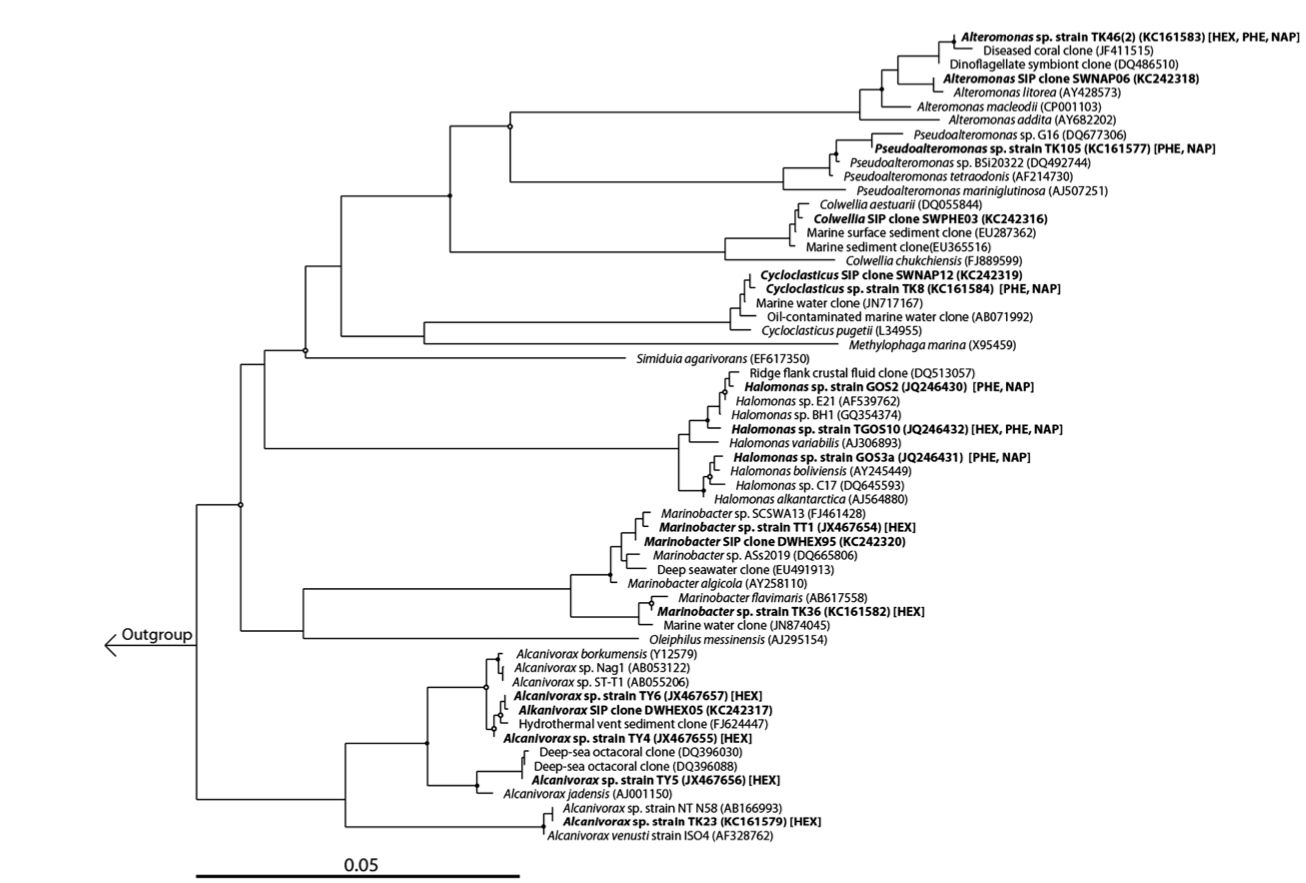 Alteromonas sp. strain TK46(2) (KC161583) [HEX, PHE, NAP]
Diseased coral clone (JF411515)
Dinoflagellate symbiont clone (DQ486510)
Alteromonas SIP clone SWNAP06 (KC242318)
Alteromonas litorea (AY428573)
Alteromonas macleodii (CP001103)
Alteromonas addita (AY682202)
Pseudoalteromonas sp. G16 (DQ677306)
Pseudoalteromonas sp. strain TK105 (KC161577) [PHE, NAP]
Pseudoalteromonas sp. BSi20322 (DQ492744)
Pseudoalteromonas tetraodonis (AF214730)
Pseudoalteromonas mariniglutinosa (AJ507251)
Colwellia aestuarii (DQ055844)
Colwellia SIP clone SWPHE03 (KC242316)
Marine surface sediment clone (EU287362)
Marine sediment clone(EU365516)
Colwellia chukchiensis (FJ889599)
Cycloclasticus SIP clone SWNAP12 (KC242319)
Cycloclasticus sp. strain TK8 (KC161584) [PHE, NAP]
Marine water clone (JN717167)
Oil-contaminated marine water clone (AB071992)
Cycloclasticus pugetii (L34955)
Methylophaga marina (X95459)
Simiduia agarivorans (EF617350)
Ridge flank crustal fluid clone (DQ513057)
Halomonas sp. strain GOS2 (JQ246430) [PHE, NAP]
Halomonas sp. E21 (AF539762)
Halomonas sp. BH1 (GQ354374)
Halomonas sp. strain TGOS10 (JQ246432) [HEX, PHE, NAP]
Halomonas variabilis (AJ306893)
Halomonas sp. strain GOS3a (JQ246431) [PHE, NAP]
Halomonas boliviensis (AY245449)
Halomonas sp. C17 (DQ645593)
Halomonas alkantarctica (AJ564880)
Marinobacter sp. SCSWA13 (FJ461428)
Marinobacter sp. strain TT1 (JX467654) [HEX]
Marinobacter SIP clone DWHEX95 (KC242320)
Marinobacter sp. ASs2019 (DQ665806)
Deep seawater clone (EU491913)
Marinobacter algicola (AY258110)
Marinobacter flavimaris (AB617558)
Marinobacter sp. strain TK36 (KC161582) [HEX]
Marine water clone (JN874045)
Oleiphilus messinensis (AJ295154)
Outgroup
Alcanivorax borkumensis (Y12579)
Alcanivorax sp. Nag1 (AB053122)
Alcanivorax sp. ST-T1 (AB055206)
Alcanivorax sp. strain TY6 (JX467657) [HEX]
Alkanivorax SIP clone DWHEX05 (KC242317)
Hydrothermal vent sediment clone (FJ624447)
Alcanivorax sp. strain TY4 (JX467655) [HEX]
Deep-sea octacoral clone (DQ396030)
Deep-sea octacoral clone (DQ396088)
Alcanivorax sp. strain TY5 (JX467656) [HEX]
Alcanivorax jadensis (AJ001150)
Alcanivorax sp. strain NT N58 (AB166993)
Alcanivorax sp. strain TK23 (KC161579) [HEX]
Alcanivorax venusti strain ISO4 (AF328762)
0.05